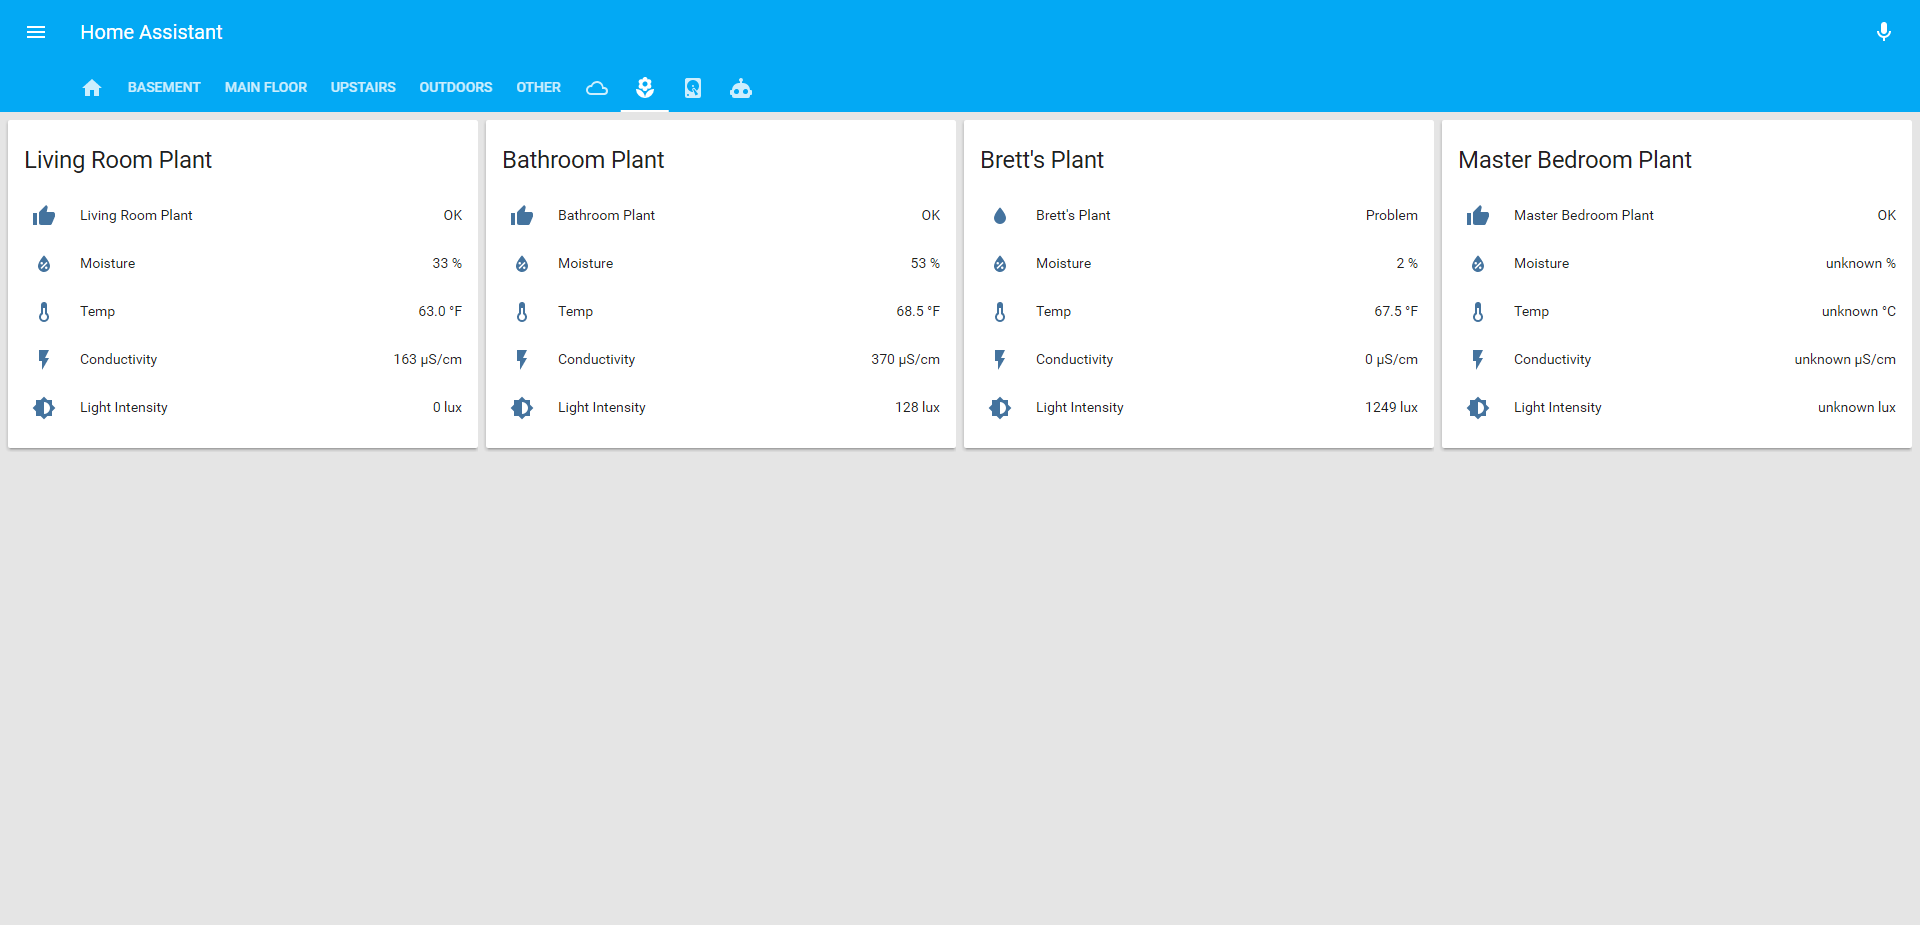 Home Assistant
BASEMENT MAIN FLOOR UPSTAIRS OUTDOORS OTHER
Living Room Plant
Living Room Plant OK
Moisture 33 %
Temp 63.0 °F
Conductivity 163 µS/cm
Light Intensity 0 lux
Bathroom Plant
Bathroom Plant OK
Moisture 53 %
Temp 68.5 °F
Conductivity 370 µS/cm
Light Intensity 128 lux
Brett's Plant
Brett's Plant Problem
Moisture 2 %
Temp 67.5 °F
Conductivity 0 µS/cm
Light Intensity 1249 lux
Master Bedroom Plant
Master Bedroom Plant OK
Moisture unknown %
Temp unknown °C
Conductivity unknown µS/cm
Light Intensity unknown lux